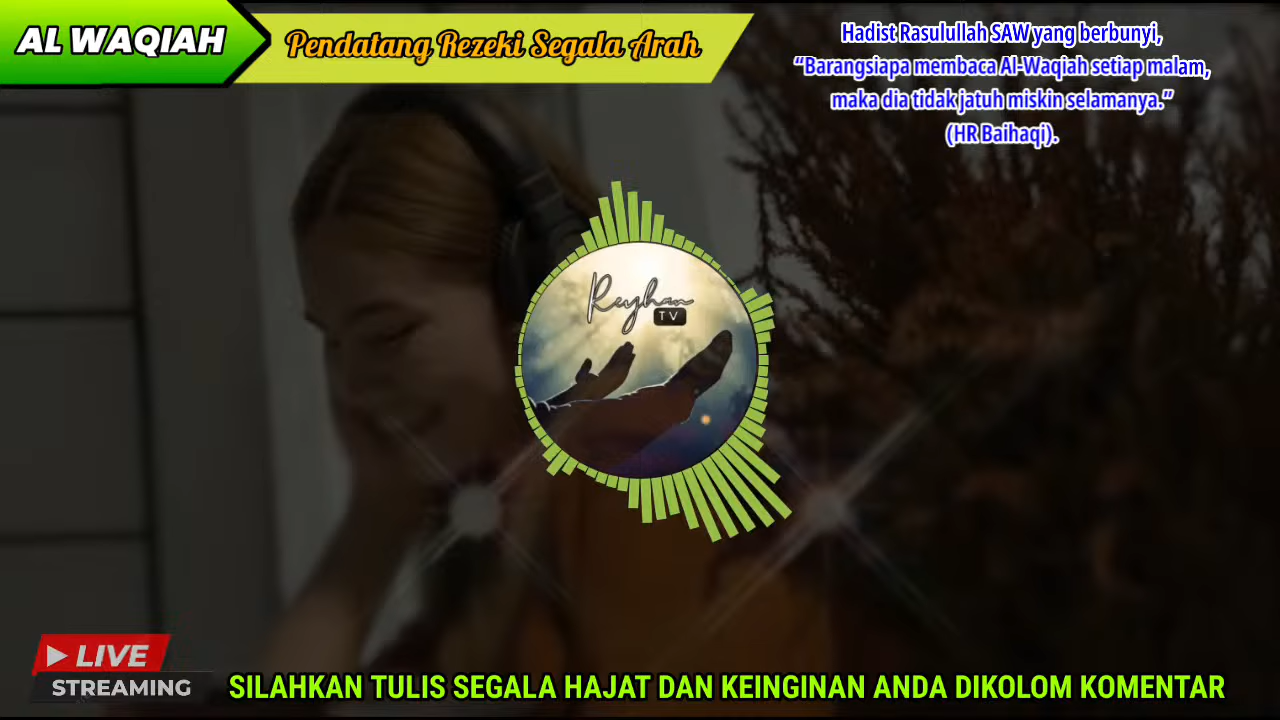 AL WAQIAH
Pendatang Rezeki Segala Arah
Hadist Rasulullah SAW yang berbunyi,
“Barangsiapa membaca Al-Waqiah setiap malam,
maka dia tidak jatuh miskin selamanya.”
(HR Baihaqi).
Reyhan
TV
LIVE
STREAMING
SILAHKAN TULIS SEGALA HAJAT DAN KEINGINAN ANDA DIKOLOM KOMENTAR